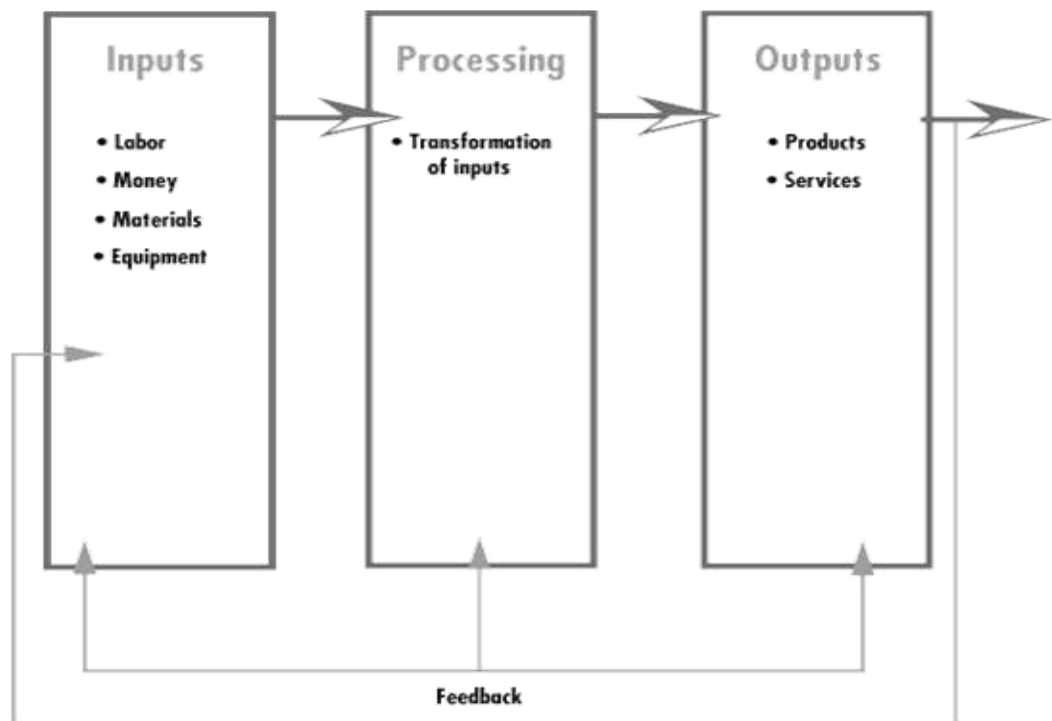 Inputs
• Labor
• Money
• Materials
• Equipment
Processing
• Transformation
of inputs
Outputs
• Products
• Services
Feedback